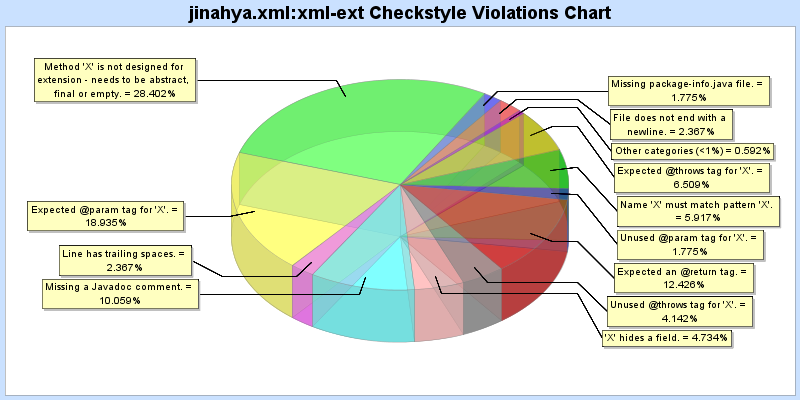 jinahya.xml:xml-ext Checkstyle Violations Chart
Method 'X' is not designed for
extension - needs to be abstract,
final or empty. = 28.402%
Expected @param tag for 'X'. =
18.935%
Line has trailing spaces. =
2.367%
Missing a Javadoc comment. =
10.059%
Missing package-info.java file. =
1.775%
File does not end with a
newline. = 2.367%
Other categories (<1%) = 0.592%
Expected @throws tag for 'X'. =
6.509%
Name 'X' must match pattern 'X'.
= 5.917%
Unused @param tag for 'X'. =
1.775%
Expected an @return tag. =
12.426%
Unused @throws tag for 'X'. =
4.142%
'X' hides a field. = 4.734%